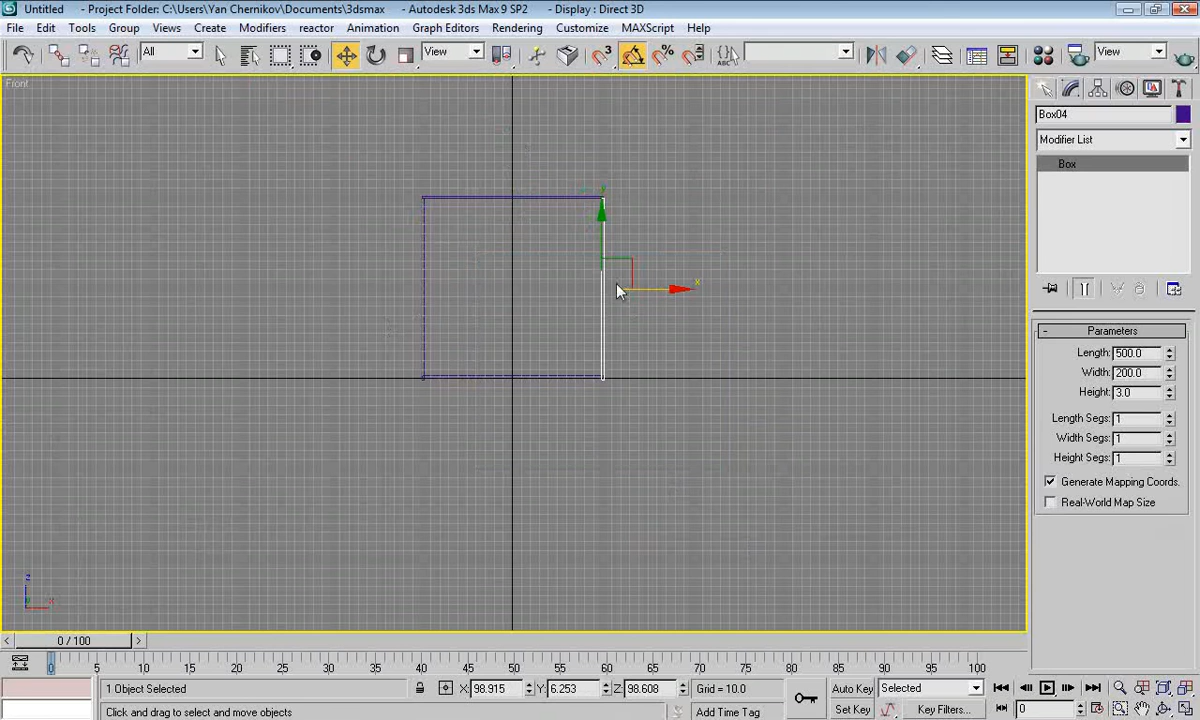 Untitled - Project Folder: C:\Users\Yan Chernikov\Documents\3dsmax - Autodesk 3ds Max 9 SP2 - Display : Direct 3D
File Edit Tools Group Views Create Modifiers reactor Animation Graph Editors Rendering Customize MAXScript Help
All View 3 % ABC View
Front
Box04
Modifier List
Box
y
x
- Parameters
Length: 500.0
Width: 200.0
Height: 3.0
Length Segs: 1
Width Segs: 1
Height Segs: 1
Generate Mapping Coords.
Real-World Map Size
z
x
< 0 / 100 >
0 5 10 15 20 25 30 35 40 45 50 55 60 65 70 75 80 85 90 95 100
1 Object Selected X: 98.915 Y: 6.253 Z: 98.608 Grid = 10.0 Auto Key Selected
Click and drag to select and move objects Add Time Tag Set Key Key Filters... 0